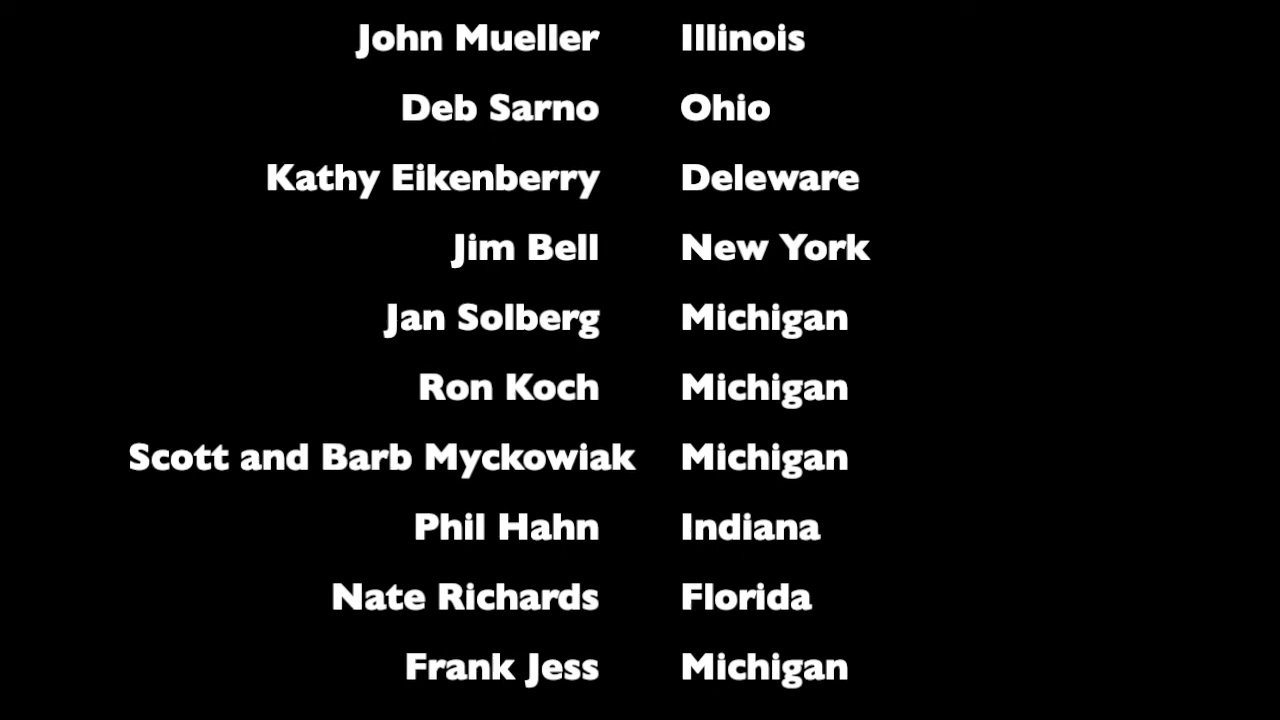 John Mueller Illinois
Deb Sarno Ohio
Kathy Eikenberry Deleware
Jim Bell New York
Jan Solberg Michigan
Ron Koch Michigan
Scott and Barb Myckowiak Michigan
Phil Hahn Indiana
Nate Richards Florida
Frank Jess Michigan